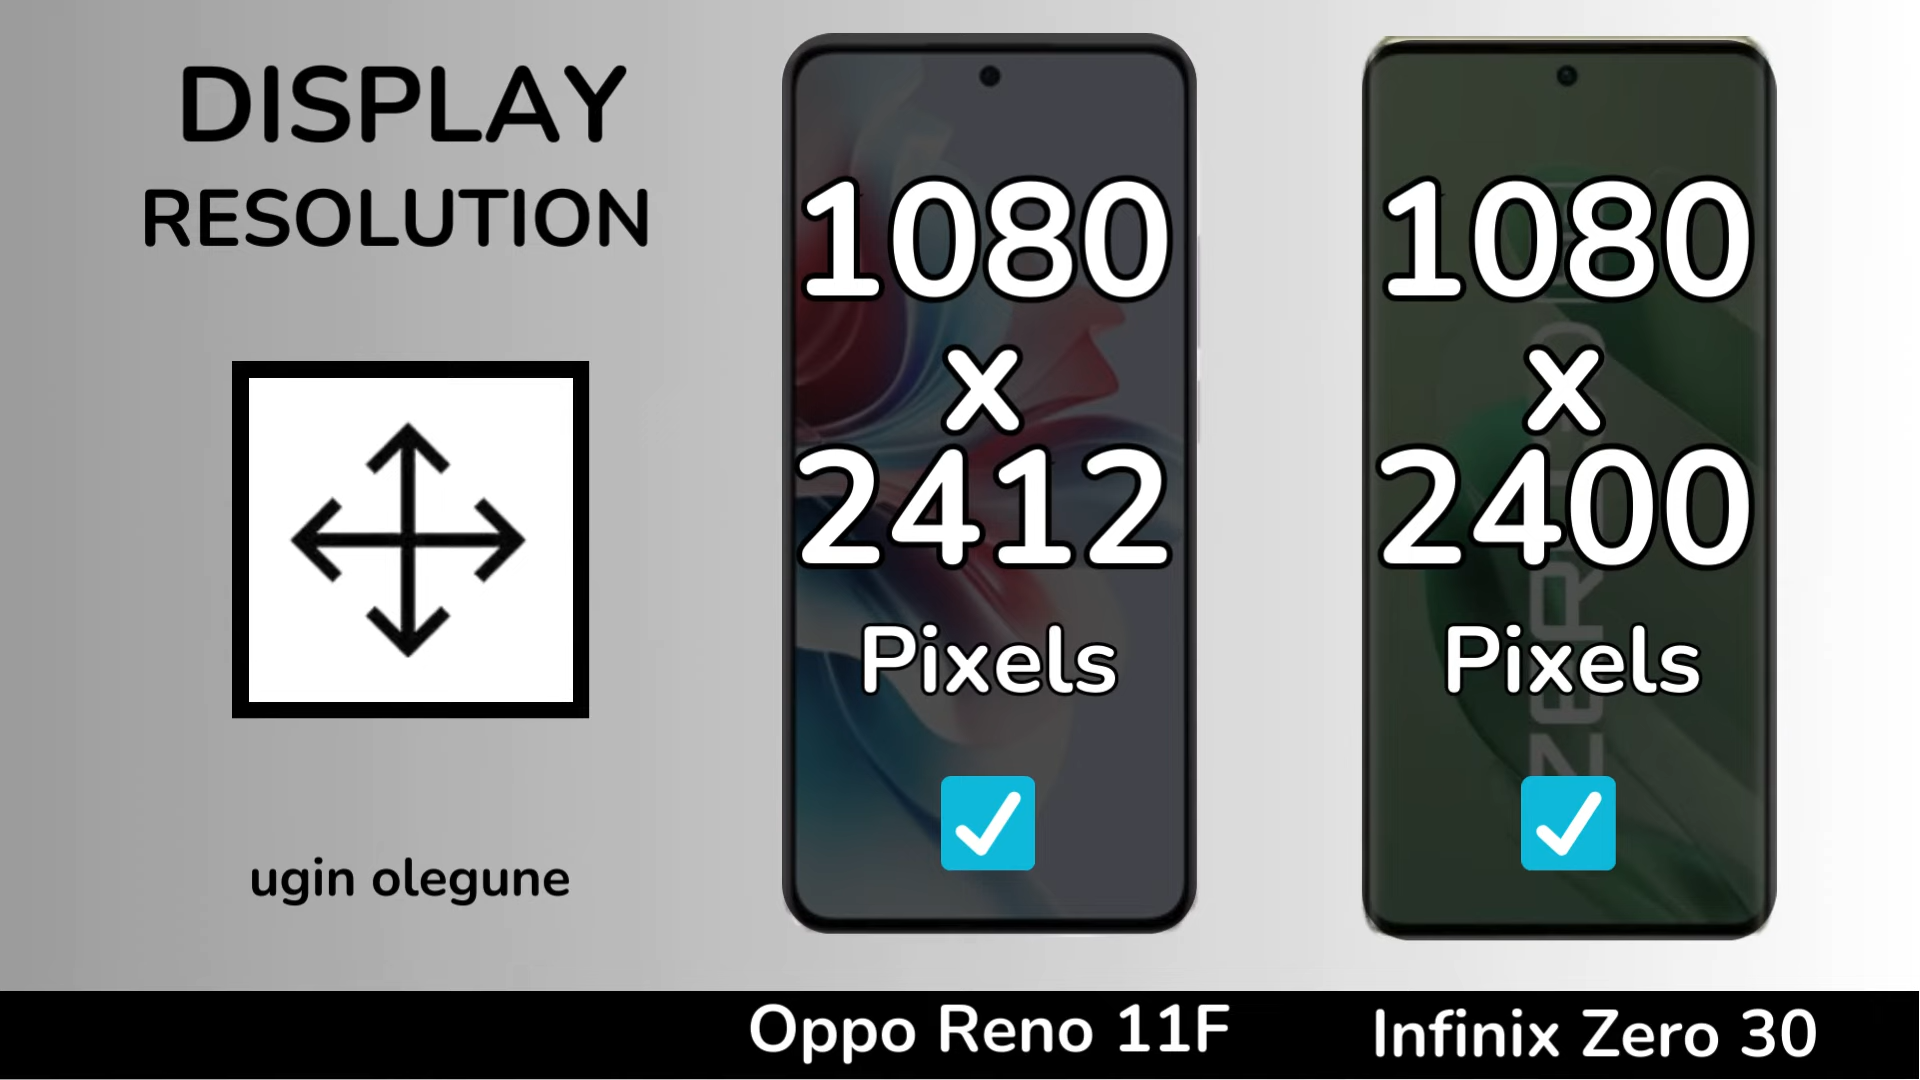 DISPLAY
RESOLUTION
ugin olegune
1080
x
2412
Pixels
Oppo Reno 11F
1080
x
2400
Pixels
Infinix Zero 30